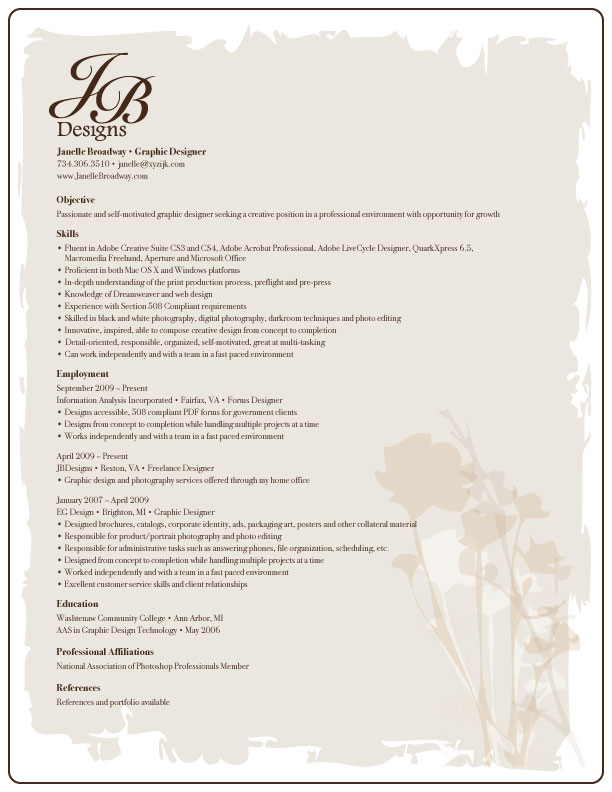 JB
Designs
Janelle Broadway • Graphic Designer
734.306.3510 • janelle@xyzijk.com
www.JanelleBroadway.com
Objective
Passionate and self-motivated graphic designer seeking a creative position in a professional environment with opportunity for growth
Skills
• Fluent in Adobe Creative Suite CS3 and CS4, Adobe Acrobat Professional, Adobe LiveCycle Designer, QuarkXpress 6.5,
Macromedia Freehand, Aperture and Microsoft Office
• Proficient in both Mac OS X and Windows platforms
• In-depth understanding of the print production process, preflight and pre-press
• Knowledge of Dreamweaver and web design
• Experience with Section 508 Compliant requirements
• Skilled in black and white photography, digital photography, darkroom techniques and photo editing
• Innovative, inspired, able to compose creative design from concept to completion
• Detail-oriented, responsible, organized, self-motivated, great at multi-tasking
• Can work independently and with a team in a fast paced environment
Employment
September 2009 – Present
Information Analysis Incorporated • Fairfax, VA • Forms Designer
• Designs accessible, 508 compliant PDF forms for government clients
• Designs from concept to completion while handling multiple projects at a time
• Works independently and with a team in a fast paced environment
April 2009 – Present
JBDesigns • Reston, VA • Freelance Designer
• Graphic design and photography services offered through my home office
January 2007 – April 2009
EG Design • Brighton, MI • Graphic Designer
• Designed brochures, catalogs, corporate identity, ads, packaging art, posters and other collateral material
• Responsible for product/portrait photography and photo editing
• Responsible for administrative tasks such as answering phones, file organization, scheduling, etc.
• Designed from concept to completion while handling multiple projects at a time
• Worked independently and with a team in a fast paced environment
• Excellent customer service skills and client relationships
Education
Washtenaw Community College • Ann Arbor, MI
AAS in Graphic Design Technology • May 2006
Professional Affiliations
National Association of Photoshop Professionals Member
References
References and portfolio available